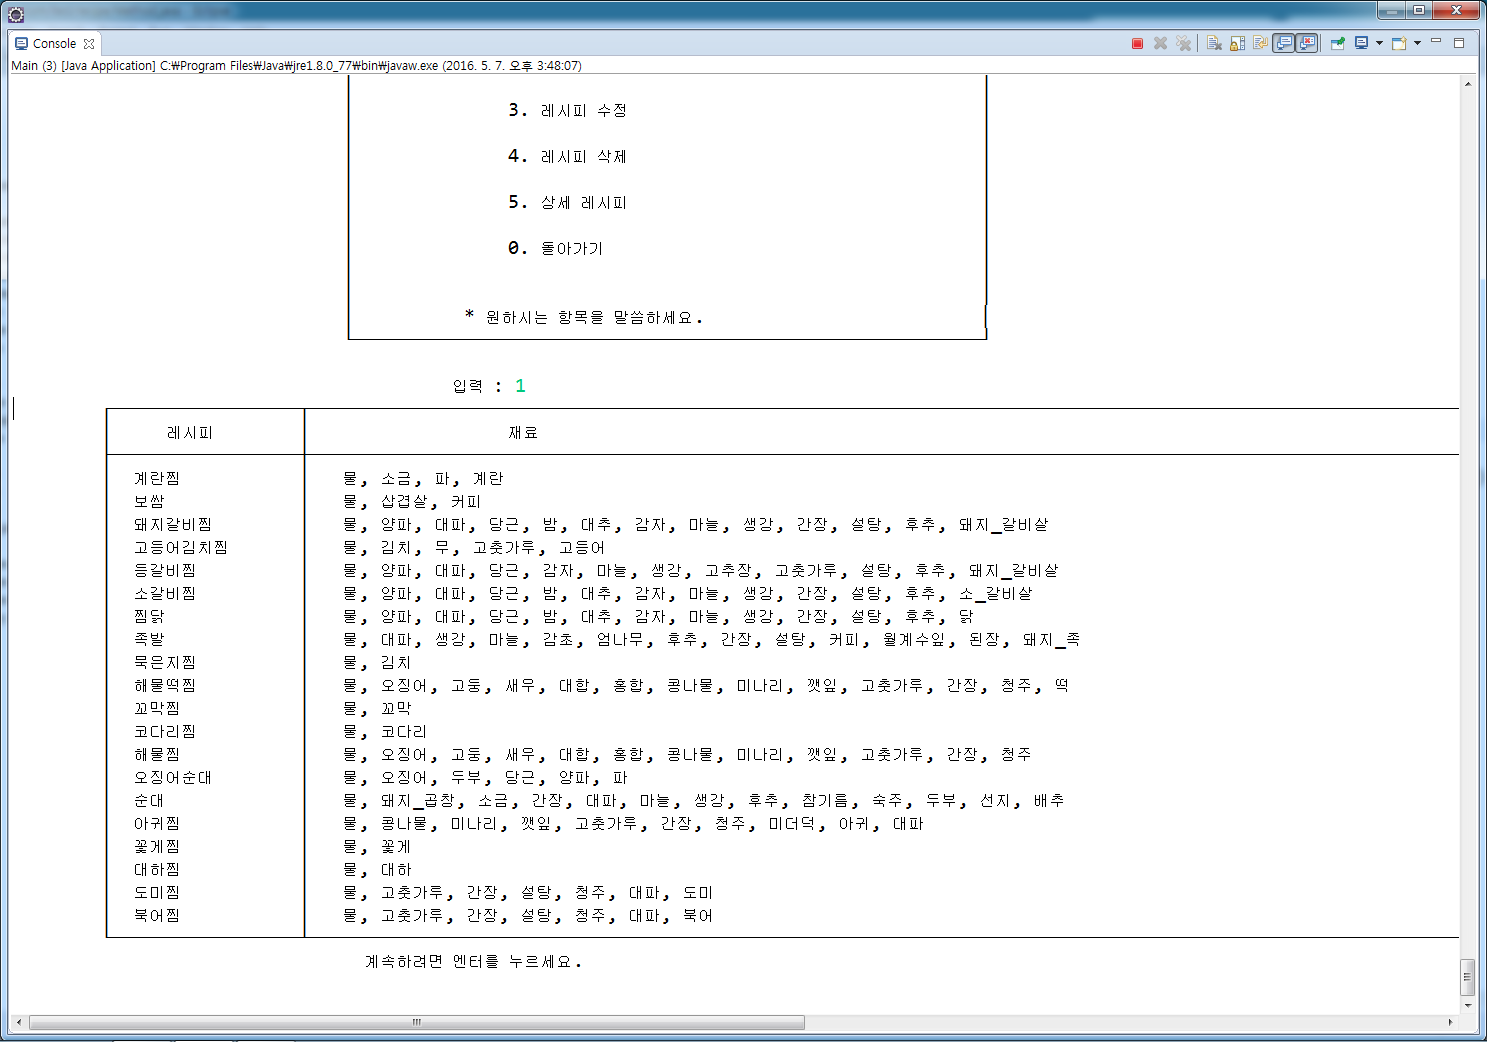 Console
Main (3) [Java Application] C:₩Program Files₩Java₩jre1.8.0_77₩bin₩javaw.exe (2016. 5. 7. 오후 3:48:07)
3. 레시피 수정
4. 레시피 삭제
5. 상세 레시피
0. 돌아가기
* 원하시는 항목을 말씀하세요.
입력 : 1
레시피 재료
계란찜 물, 소금, 파, 계란
보쌈 물, 삽겹살, 커피
돼지갈비찜 물, 양파, 대파, 당근, 밤, 대추, 감자, 마늘, 생강, 간장, 설탕, 후추, 돼지_갈비살
고등어김치찜 물, 김치, 무, 고춧가루, 고등어
등갈비찜 물, 양파, 대파, 당근, 감자, 마늘, 생강, 고추장, 고춧가루, 설탕, 후추, 돼지_갈비살
소갈비찜 물, 양파, 대파, 당근, 밤, 대추, 감자, 마늘, 생강, 간장, 설탕, 후추, 소_갈비살
찜닭 물, 양파, 대파, 당근, 밤, 대추, 감자, 마늘, 생강, 간장, 설탕, 후추, 닭
족발 물, 대파, 생강, 마늘, 감초, 엄나무, 후추, 간장, 설탕, 커피, 월계수잎, 된장, 돼지_족
묵은지찜 물, 김치
해물떡찜 물, 오징어, 고둥, 새우, 대합, 홍합, 콩나물, 미나리, 깻잎, 고춧가루, 간장, 청주, 떡
꼬막찜 물, 꼬막
코다리찜 물, 코다리
해물찜 물, 오징어, 고둥, 새우, 대합, 홍합, 콩나물, 미나리, 깻잎, 고춧가루, 간장, 청주
오징어순대 물, 오징어, 두부, 당근, 양파, 파
순대 물, 돼지_곱창, 소금, 간장, 대파, 마늘, 생강, 후추, 참기름, 숙주, 두부, 선지, 배추
아귀찜 물, 콩나물, 미나리, 깻잎, 고춧가루, 간장, 청주, 미더덕, 아귀, 대파
꽃게찜 물, 꽃게
대하찜 물, 대하
도미찜 물, 고춧가루, 간장, 설탕, 청주, 대파, 도미
북어찜 물, 고춧가루, 간장, 설탕, 청주, 대파, 북어
계속하려면 엔터를 누르세요.